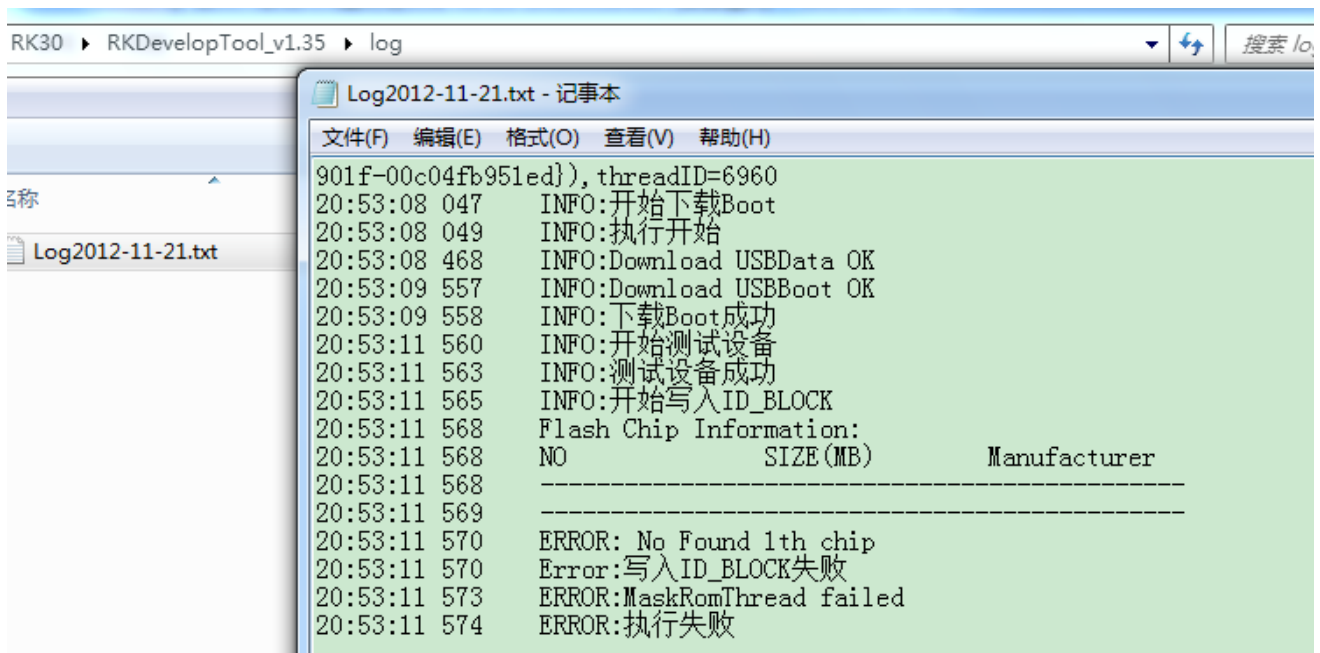 RK30 ▸ RKDevelopTool_v1.35 ▸ log
搜索 lo
Log2012-11-21.txt - 记事本
文件(F) 编辑(E) 格式(O) 查看(V) 帮助(H)
名称
Log2012-11-21.txt
901f-00c04fb951ed}),threadID=6960
20:53:08 047 INFO:开始下载Boot
20:53:08 049 INFO:执行开始
20:53:08 468 INFO:Download USBData OK
20:53:09 557 INFO:Download USBBoot OK
20:53:09 558 INFO:下载Boot成功
20:53:11 560 INFO:开始测试设备
20:53:11 563 INFO:测试设备成功
20:53:11 565 INFO:开始写入ID_BLOCK
20:53:11 568 Flash Chip Information:
20:53:11 568 NO SIZE(MB) Manufacturer
20:53:11 568 ----------------------------------------------
20:53:11 569 ----------------------------------------------
20:53:11 570 ERROR: No Found 1th chip
20:53:11 570 Error:写入ID_BLOCK失败
20:53:11 573 ERROR:MaskRomThread failed
20:53:11 574 ERROR:执行失败